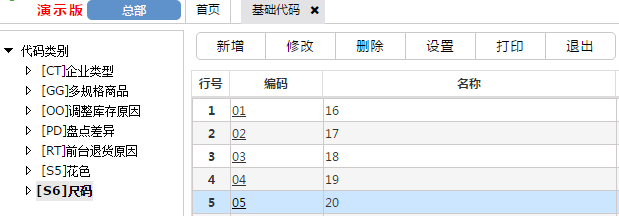 演示版 总部 首页 基础代码 ✖
代码类别
[CT]企业类型
[GG]多规格商品
[OO]调整库存原因
[PD]盘点差异
[RT]前台退货原因
[S5]花色
[S6]尺码
新增 修改 删除 设置 打印 退出
行号 编码 名称
1 01 16
2 02 17
3 03 18
4 04 19
5 05 20